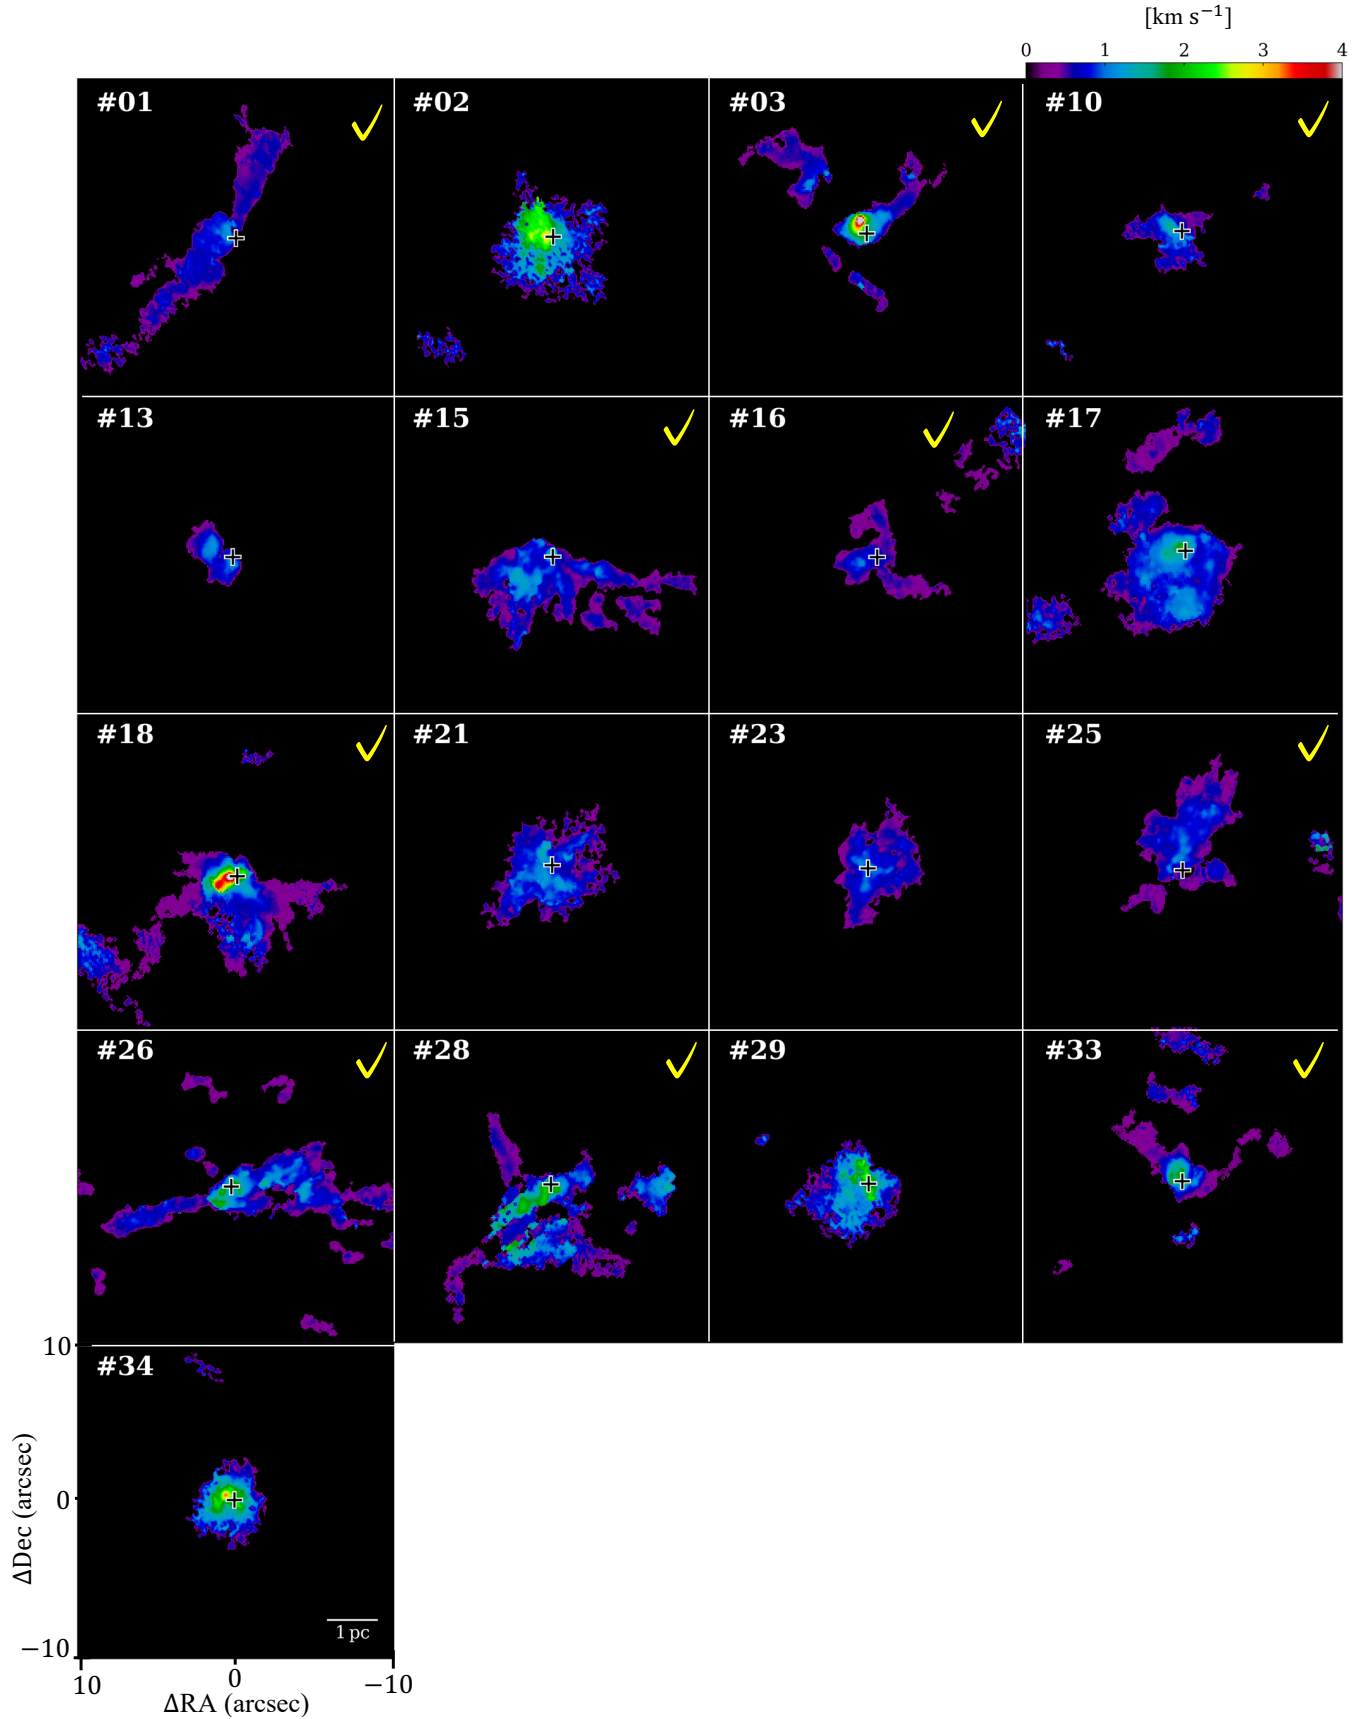 [km s⁻¹]
0 1 2 3 4
#01 #02 #03 #10
#13 #15 #16 #17
#18 #21 #23 #25
#26 #28 #29 #33
10
#34
ΔDec (arcsec)
0
1 pc
−10
10 0 −10
ΔRA (arcsec)